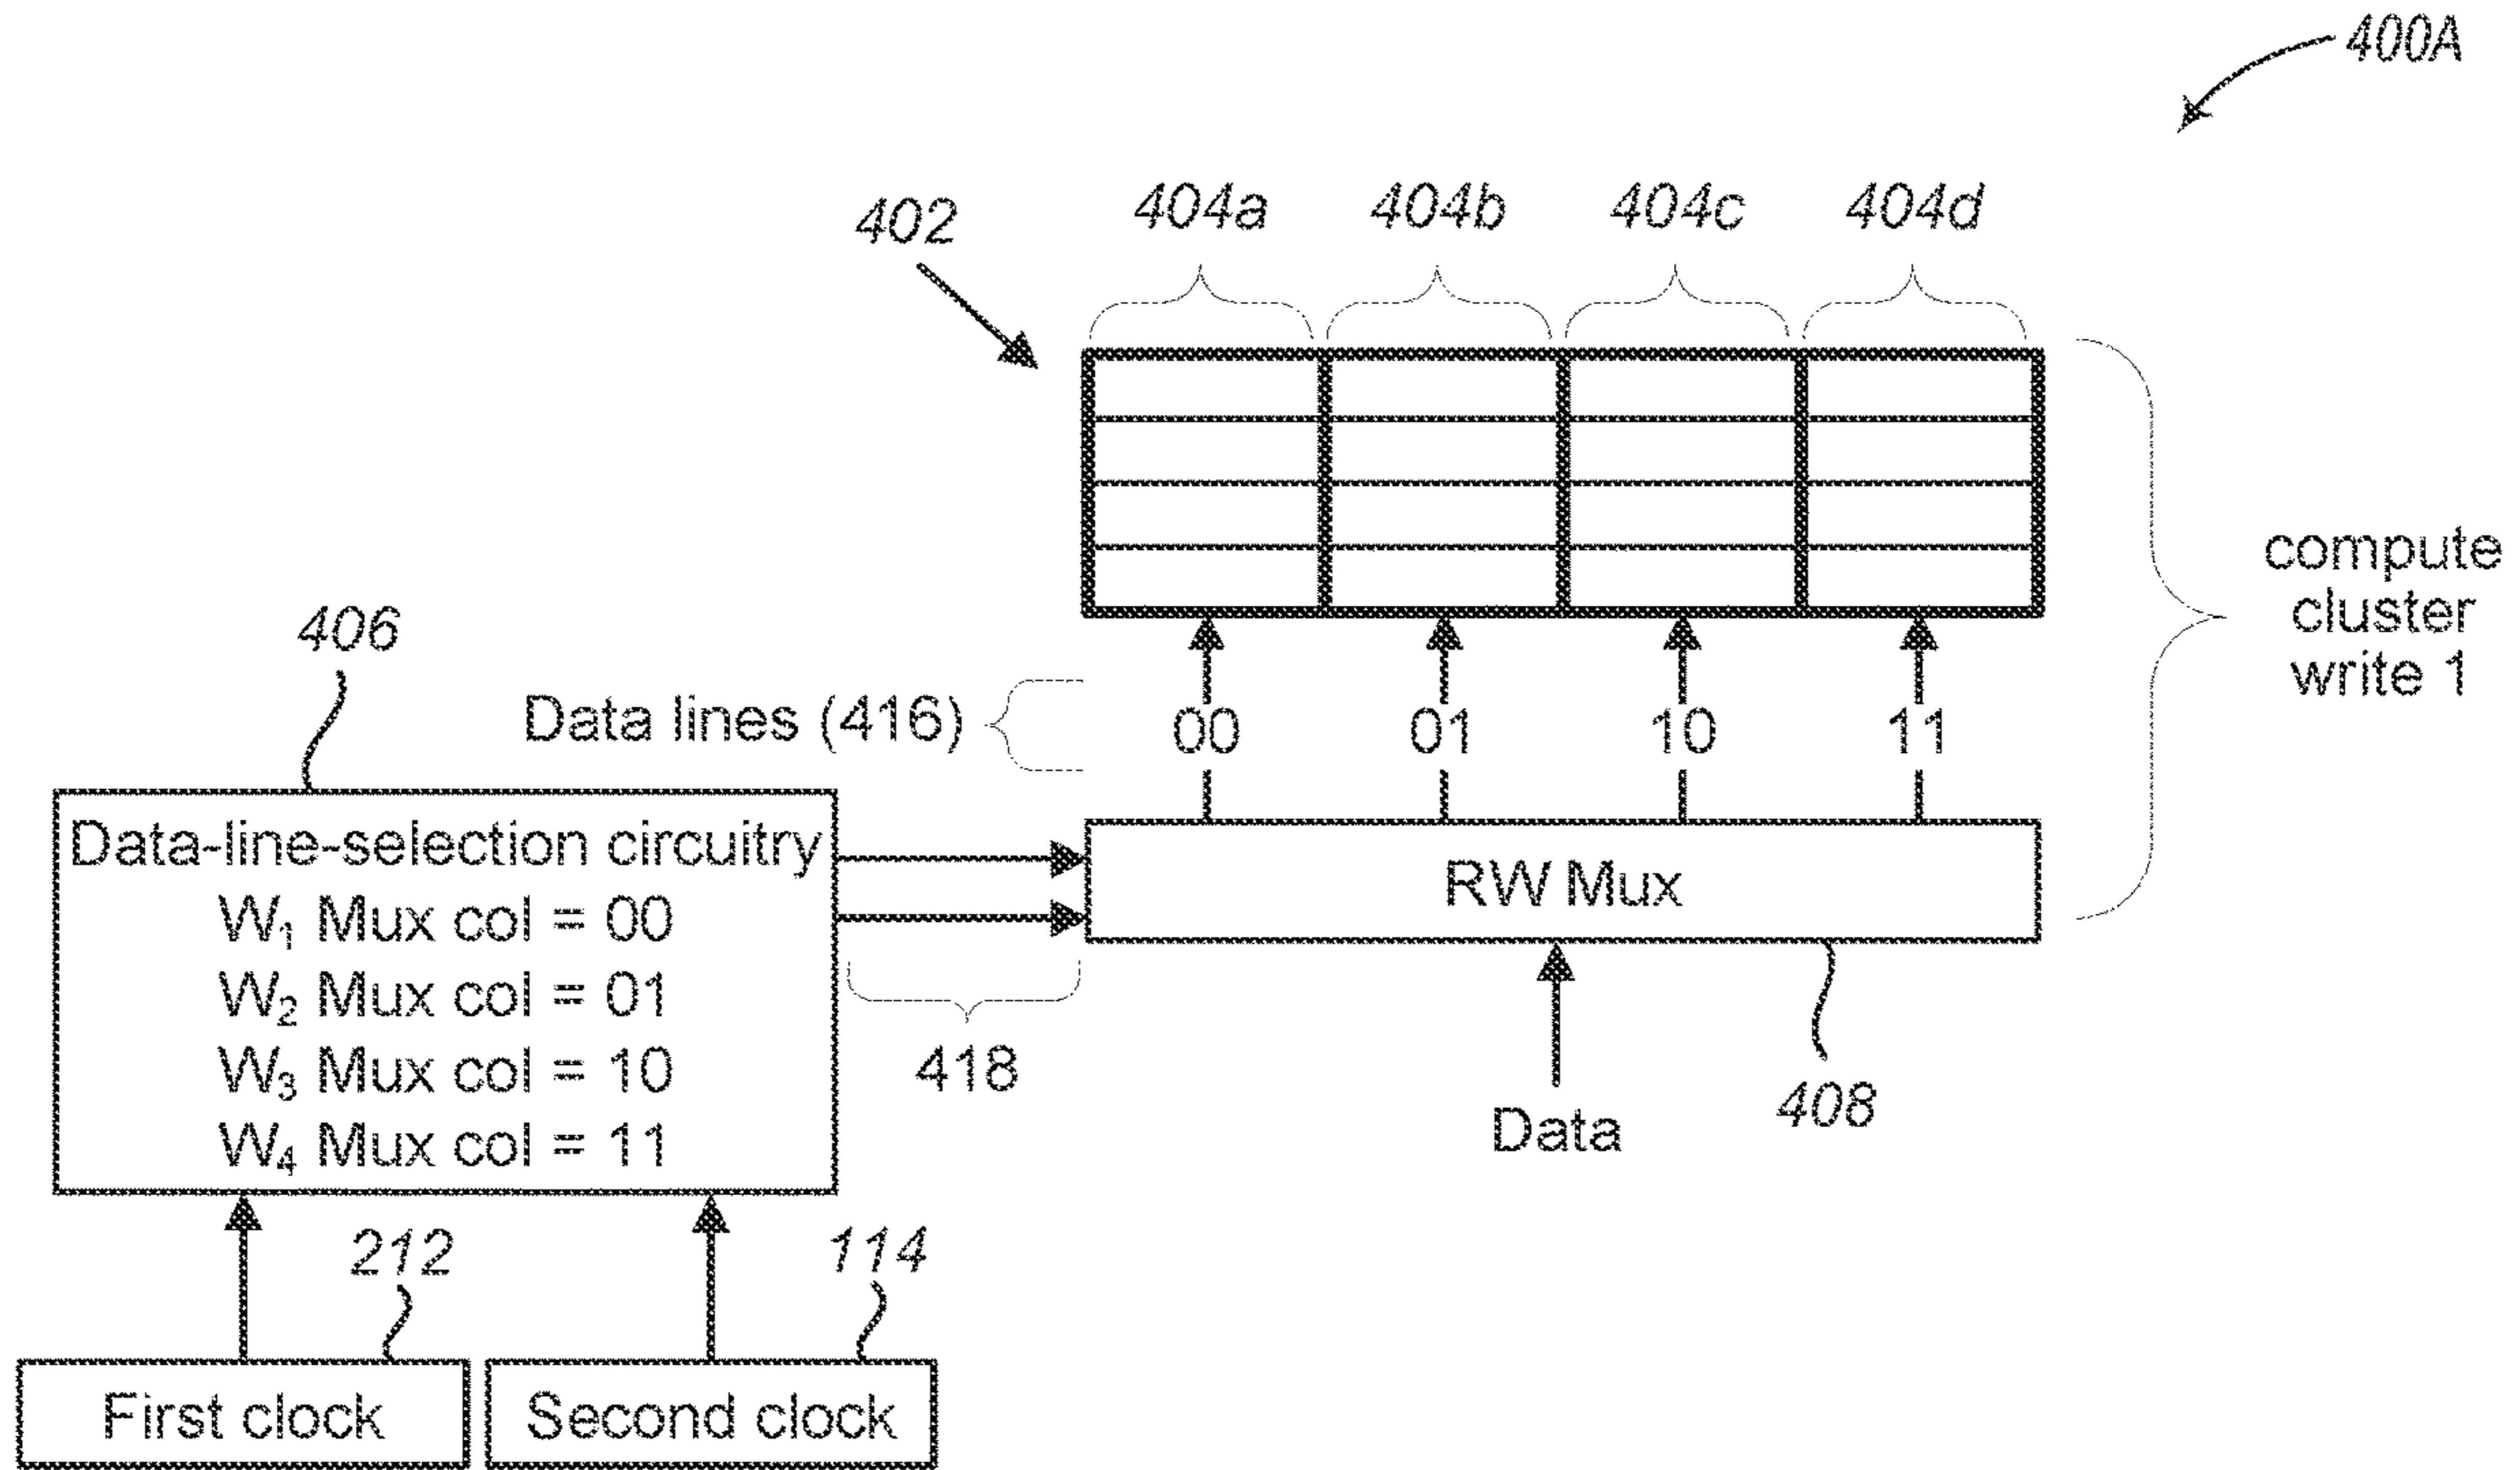 400A
402
404a 404b 404c 404d
compute
cluster
write 1
406
Data lines (416)
00 01 10 11
Data-line-selection circuitry
W₁ Mux col = 00
W₂ Mux col = 01
W₃ Mux col = 10
W₄ Mux col = 11
RW Mux
418
Data
408
212
114
First clock
Second clock